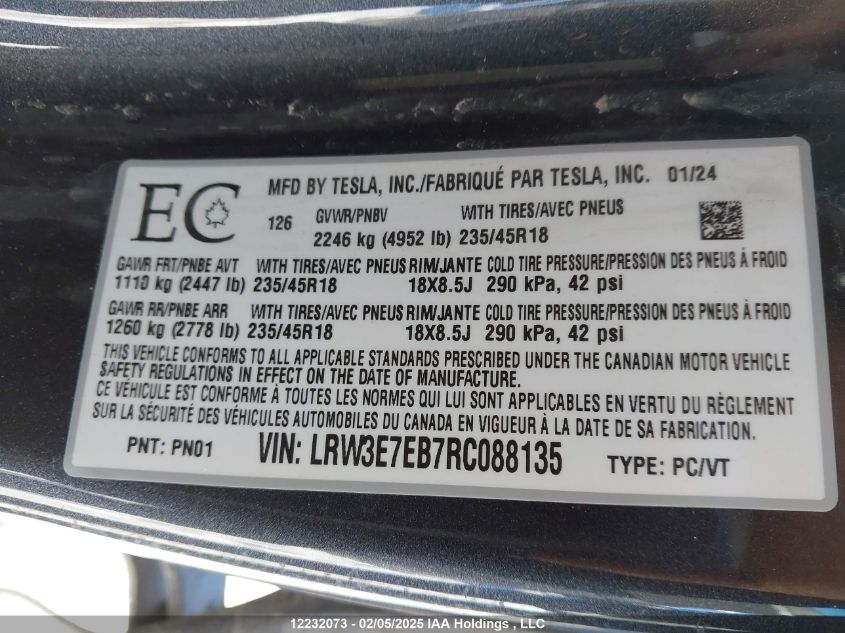 EC
MFD BY TESLA, INC./FABRIQUÉ PAR TESLA, INC. 01/24
126 GVWR/PNBV WITH TIRES/AVEC PNEUS
2246 kg (4952 lb) 235/45R18
GAWR FRT/PNBE AVT WITH TIRES/AVEC PNEUS RIM/JANTE COLD TIRE PRESSURE/PRESSION DES PNEUS À FROID
1110 kg (2447 lb) 235/45R18 18X8.5J 290 kPa, 42 psi
GAWR RR/PNBE ARR WITH TIRES/AVEC PNEUS RIM/JANTE COLD TIRE PRESSURE/PRESSION DES PNEUS À FROID
1260 kg (2778 lb) 235/45R18 18X8.5J 290 kPa, 42 psi
THIS VEHICLE CONFORMS TO ALL APPLICABLE STANDARDS PRESCRIBED UNDER THE CANADIAN MOTOR VEHICLE
SAFETY REGULATIONS IN EFFECT ON THE DATE OF MANUFACTURE.
CE VÉHICULE EST CONFORME À TOUTES LES NORMES QUI LUI SONT APPLICABLES EN VERTU DU RÈGLEMENT
SUR LA SÉCURITÉ DES VÉHICULES AUTOMOBILES DU CANADA EN VIGUEUR À LA DATE DE SA FABRICATION.
PNT: PN01 VIN: LRW3E7EB7RC088135 TYPE: PC/VT
12232073 - 02/05/2025 IAA Holdings, LLC